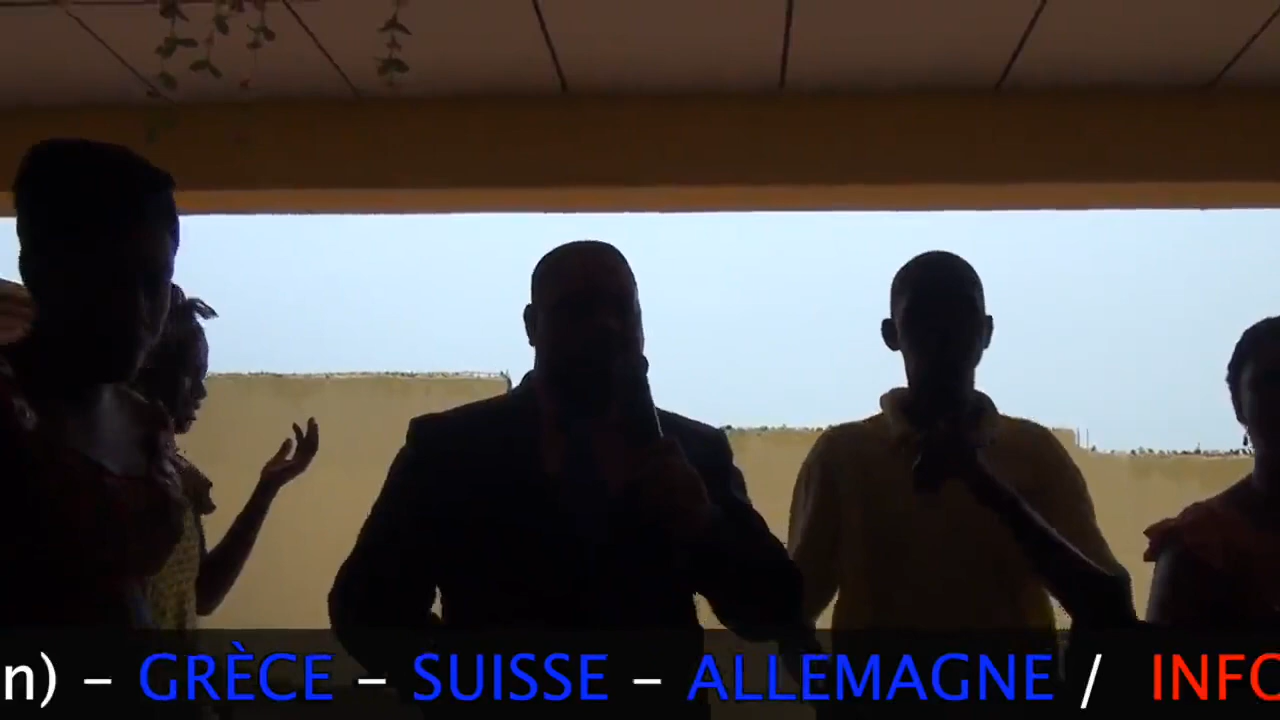 n) – GRÈCE – SUISSE – ALLEMAGNE / INFO